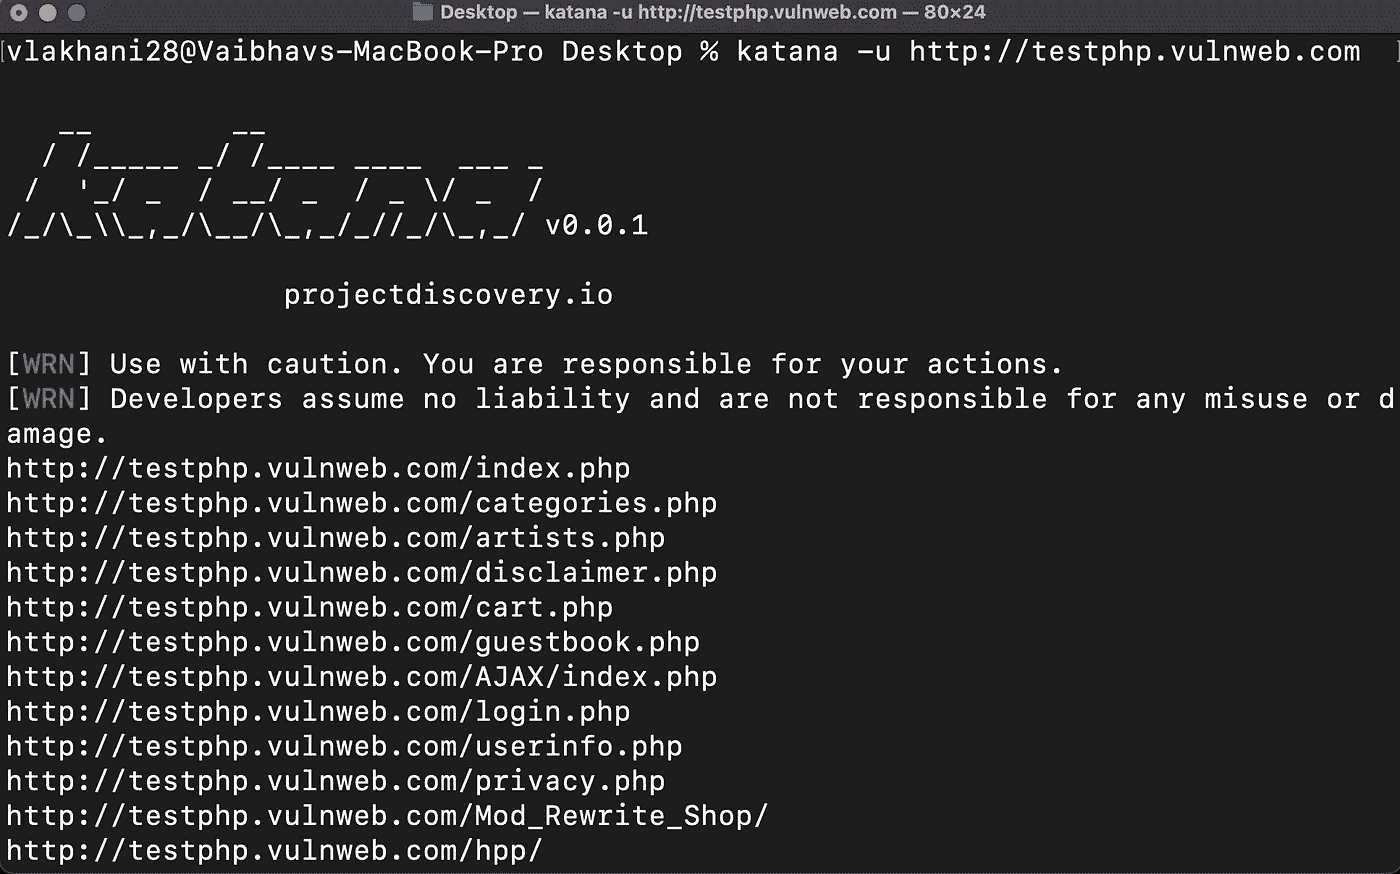 Desktop — katana -u http://testphp.vulnweb.com — 80×24
[vlakhani28@Vaibhavs-MacBook-Pro Desktop % katana -u http://testphp.vulnweb.com ]
   __        __
  / /_____ _/ /____ ____  ___ _
 /  '_/ _  / __/ _  / _ \/ _  /
/_/\_\\_,_/\__/\_,_/_//_/\_,_/ v0.0.1
projectdiscovery.io
[WRN] Use with caution. You are responsible for your actions.
[WRN] Developers assume no liability and are not responsible for any misuse or d
amage.
http://testphp.vulnweb.com/index.php
http://testphp.vulnweb.com/categories.php
http://testphp.vulnweb.com/artists.php
http://testphp.vulnweb.com/disclaimer.php
http://testphp.vulnweb.com/cart.php
http://testphp.vulnweb.com/guestbook.php
http://testphp.vulnweb.com/AJAX/index.php
http://testphp.vulnweb.com/login.php
http://testphp.vulnweb.com/userinfo.php
http://testphp.vulnweb.com/privacy.php
http://testphp.vulnweb.com/Mod_Rewrite_Shop/
http://testphp.vulnweb.com/hpp/